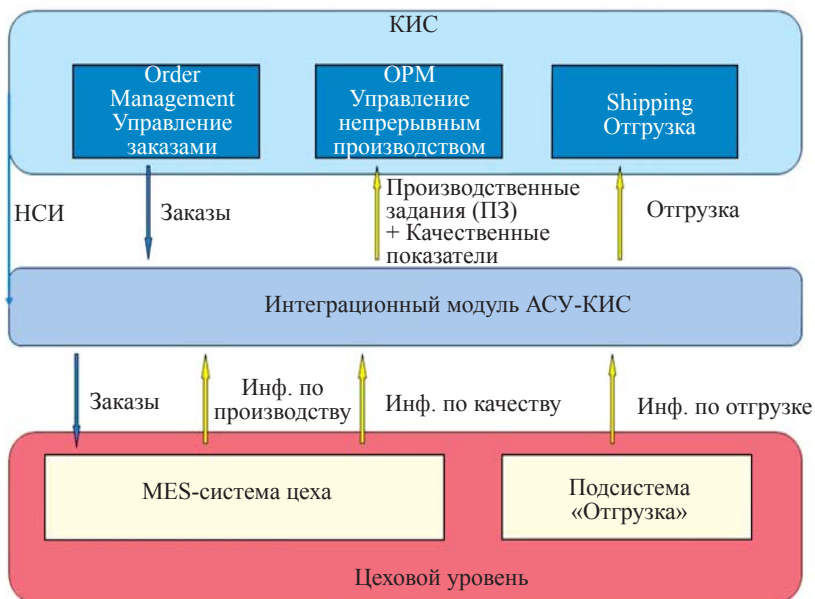 КИС
Order
Management
Управление
заказами
OPM
Управление
непрерывным
производством
Shipping
Отгрузка
НСИ
Заказы
Производственные
задания (ПЗ)
+ Качественные
показатели
Отгрузка
Интеграционный модуль АСУ-КИС
Заказы
Инф. по
производству
Инф. по качеству
Инф. по отгрузке
MES-система цеха
Подсистема
«Отгрузка»
Цеховой уровень